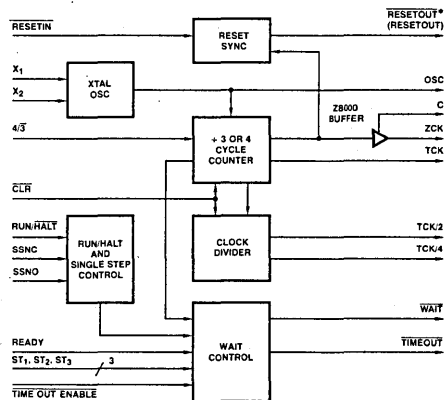 RESETIN
RESET
SYNC
RESETOUT*
(RESETOUT)
X1
X2
XTAL
OSC
OSC
Z8000
BUFFER
C
4/3
÷ 3 OR 4
CYCLE
COUNTER
ZCK
TCK
CLR
RUN/HALT
SSNC
SSNO
RUN/HALT
AND
SINGLE STEP
CONTROL
CLOCK
DIVIDER
TCK/2
TCK/4
READY
ST1, ST2, ST3
3
TIME OUT ENABLE
WAIT
CONTROL
WAIT
TIMEOUT